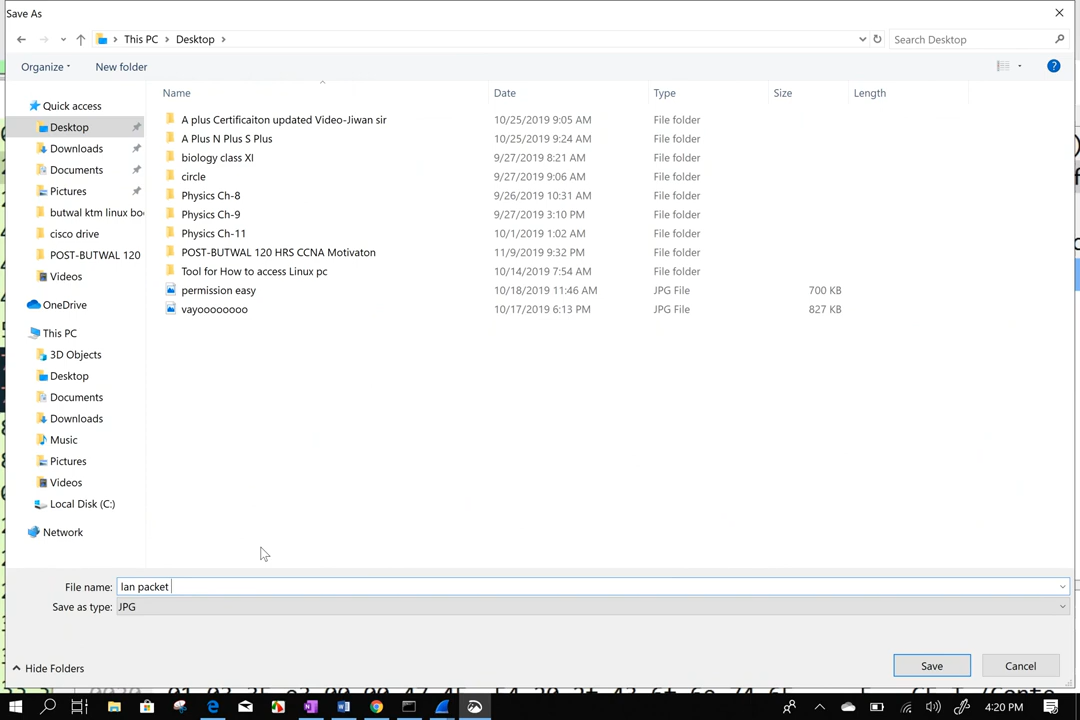 Save As
This PC > Desktop >
Search Desktop
Organize
New folder
Name Date Type Size Length
Quick access
Desktop
Downloads
Documents
Pictures
butwal ktm linux bo
cisco drive
POST-BUTWAL 120
Videos
OneDrive
This PC
3D Objects
Desktop
Documents
Downloads
Music
Pictures
Videos
Local Disk (C:)
Network
A plus Certificaiton updated Video-Jiwan sir 10/25/2019 9:05 AM File folder
A Plus N Plus S Plus 10/25/2019 9:24 AM File folder
biology class XI 9/27/2019 8:21 AM File folder
circle 9/27/2019 9:06 AM File folder
Physics Ch-8 9/26/2019 10:31 AM File folder
Physics Ch-9 9/27/2019 3:10 PM File folder
Physics Ch-11 10/1/2019 1:02 AM File folder
POST-BUTWAL 120 HRS CCNA Motivaton 11/9/2019 9:32 PM File folder
Tool for How to access Linux pc 10/14/2019 7:54 AM File folder
permission easy 10/18/2019 11:46 AM JPG File 700 KB
vayoooooooo 10/17/2019 6:13 PM JPG File 827 KB
File name: lan packet
Save as type: JPG
Hide Folders
Save
Cancel
4:20 PM